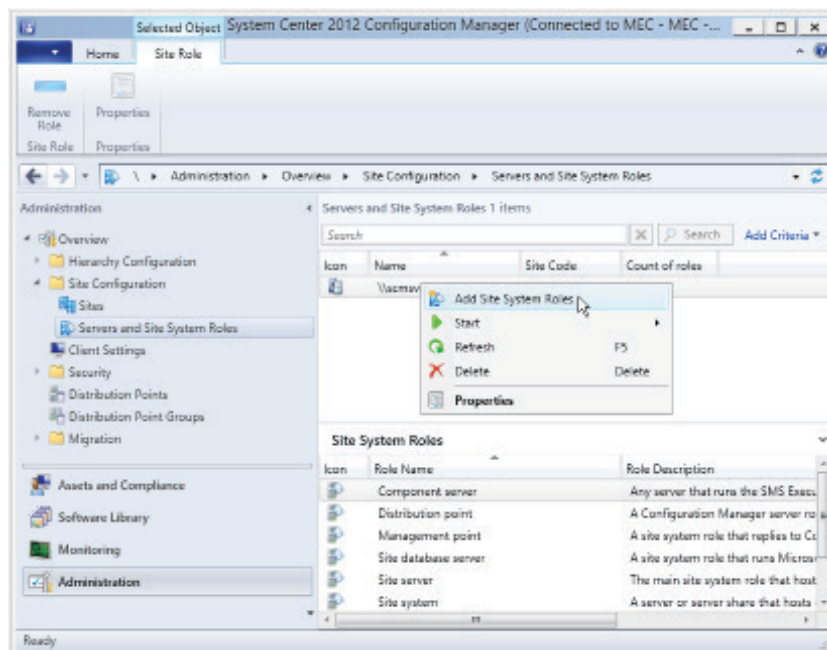 Selected Object System Center 2012 Configuration Manager (Connected to MEC - MEC -...
Home Site Role
Remove Role
Properties
Site Role Properties
\ Administration Overview Site Configuration Servers and Site System Roles
Administration
Servers and Site System Roles 1 items
Search
Search
Add Criteria
Overview
Hierarchy Configuration
Site Configuration
Sites
Servers and Site System Roles
Client Settings
Security
Distribution Points
Distribution Point Groups
Migration
Assets and Compliance
Software Library
Monitoring
Administration
Icon Name Site Code Count of roles
Add Site System Roles
Start
Refresh F5
Delete Delete
Properties
Site System Roles
Icon Role Name Role Description
Component server Any server that runs the SMS Execu
Distribution point A Configuration Manager server ro
Management point A site system role that replies to Co
Site database server A site system role that runs Micros
Site server The main site system role that host
Site system A server or server share that hosts
Ready